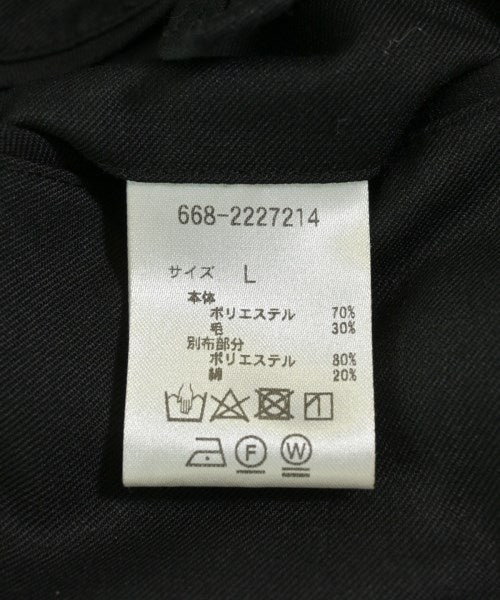 668-2227214
サイズ L
本体
ポリエステル 70%
毛 30%
別布部分
ポリエステル 80%
綿 20%
F W